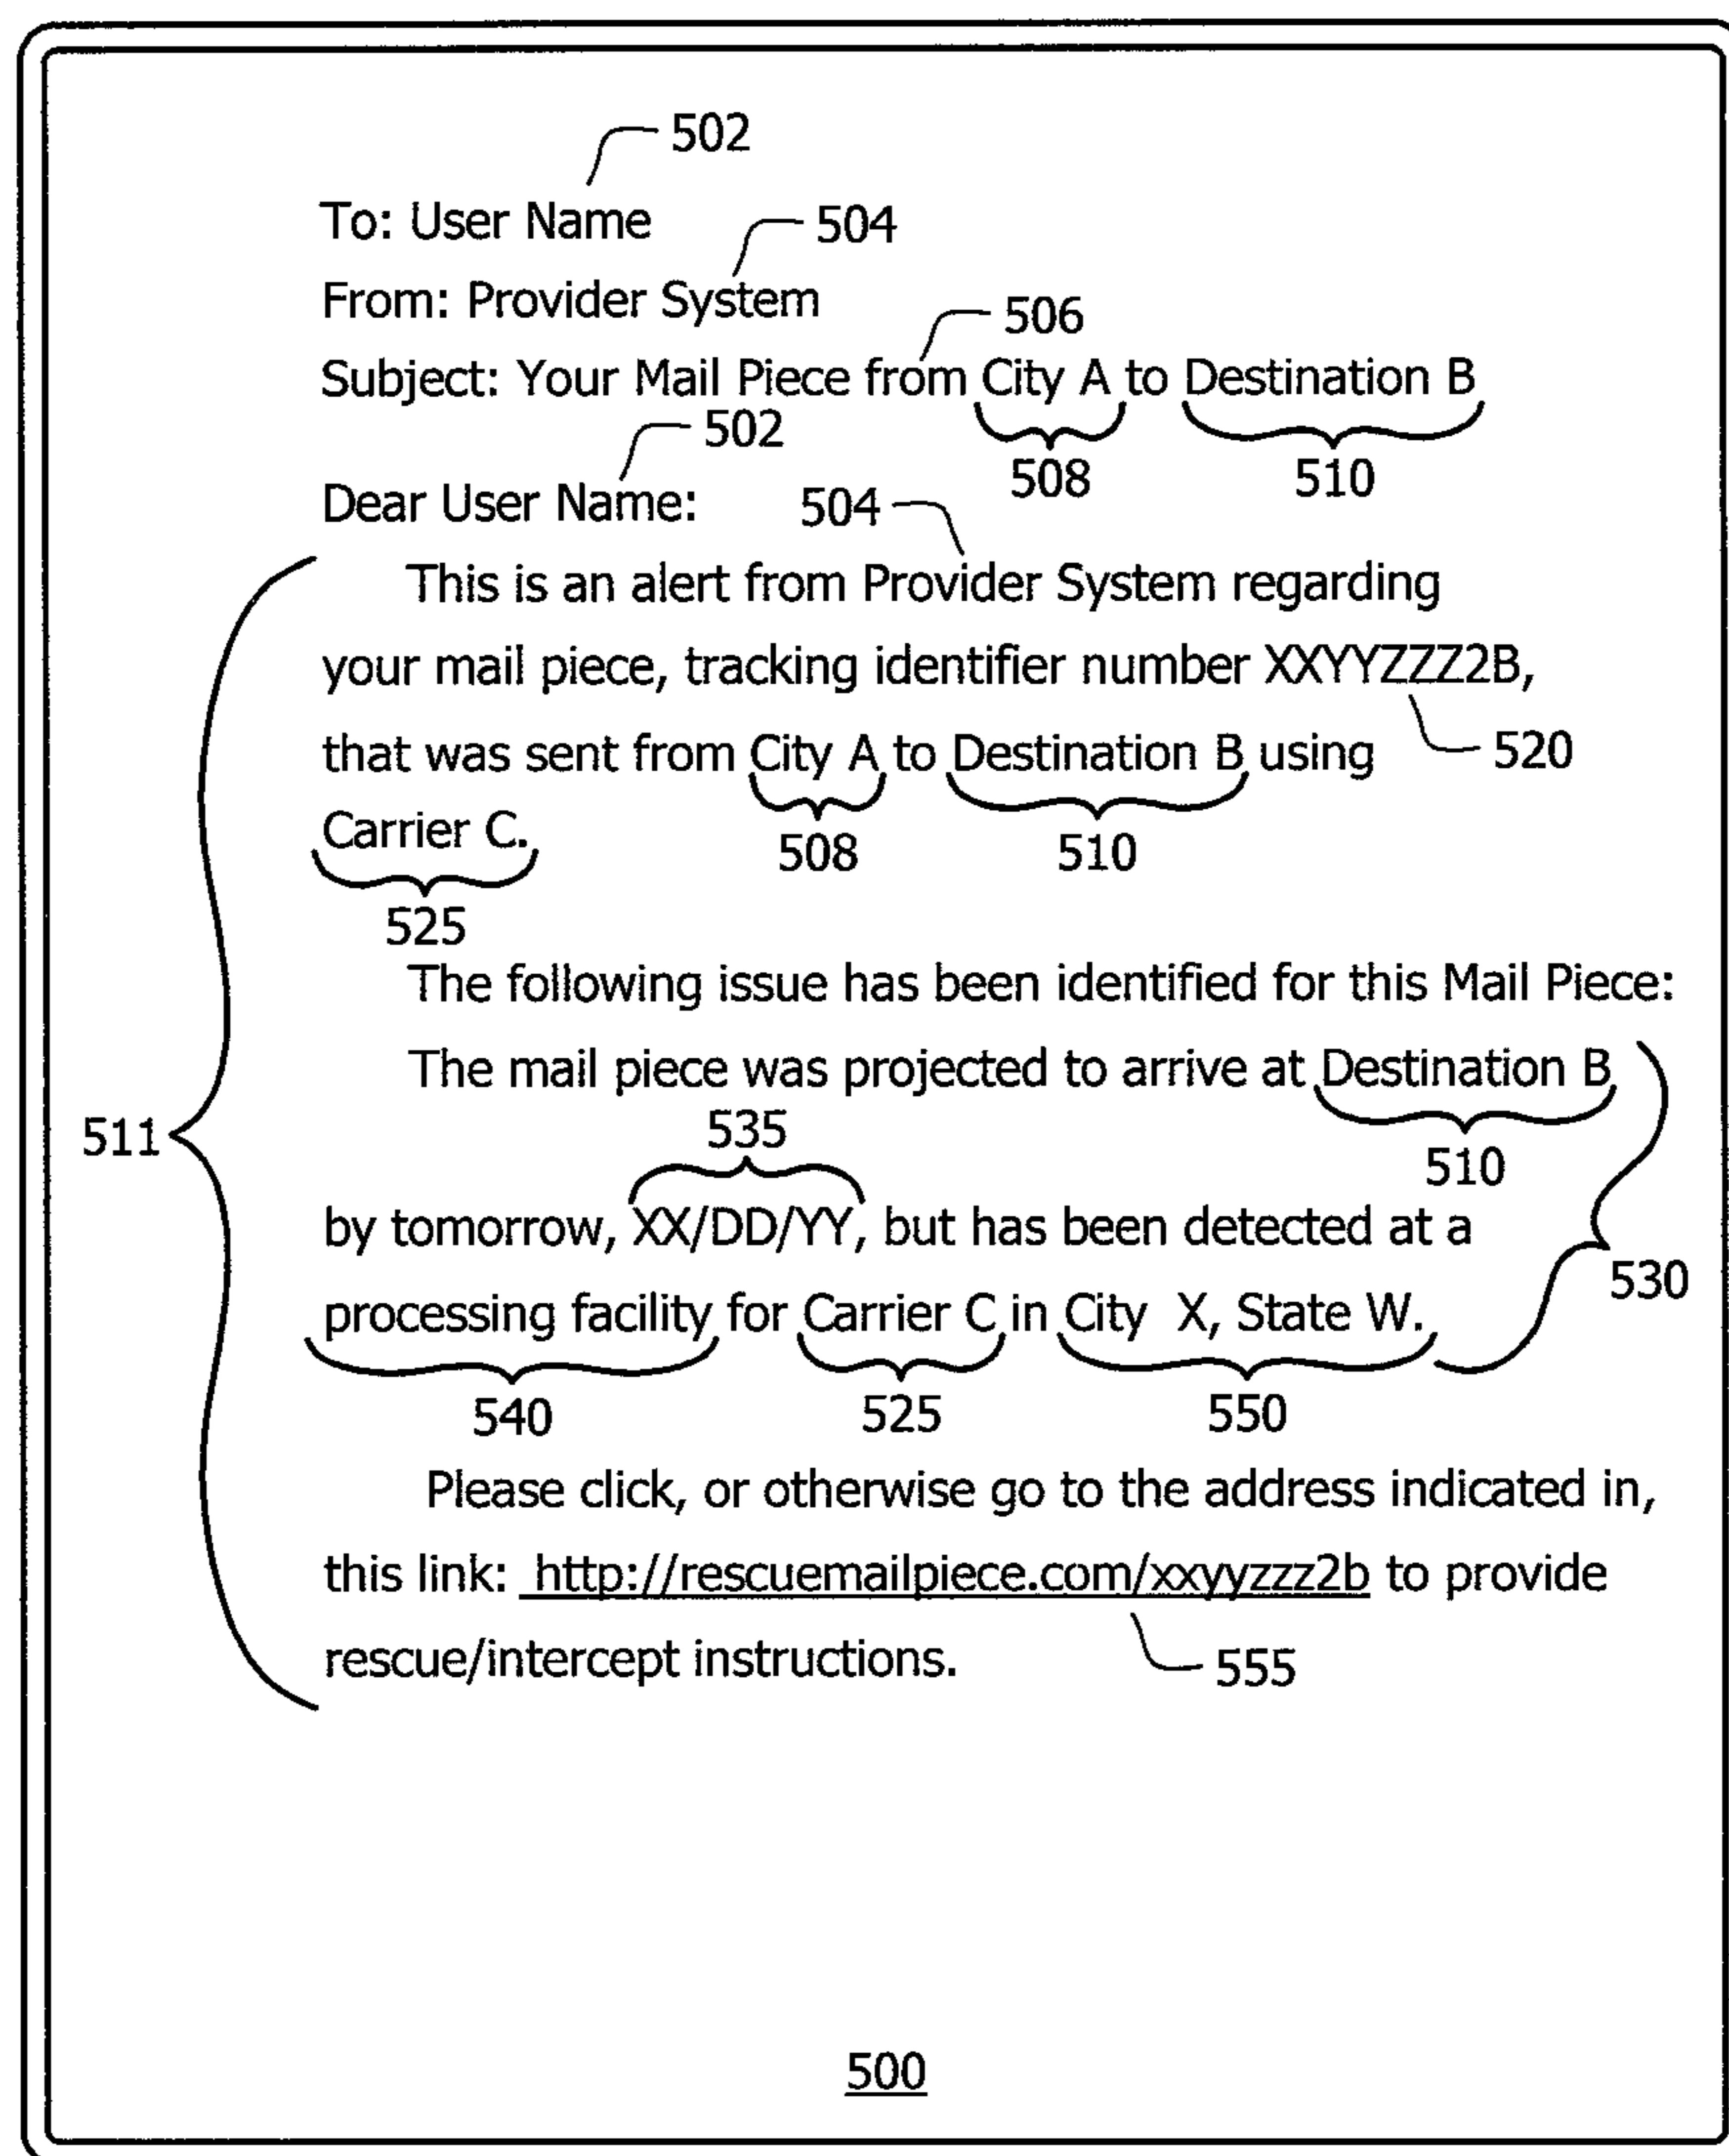 502
To: User Name
504
From: Provider System
506
Subject: Your Mail Piece from City A to Destination B
502
508
510
Dear User Name:
504
This is an alert from Provider System regarding
your mail piece, tracking identifier number XXYYZZZ2B,
520
that was sent from City A to Destination B using
508
510
Carrier C.
525
The following issue has been identified for this Mail Piece:
The mail piece was projected to arrive at Destination B
511
535
510
by tomorrow, XX/DD/YY, but has been detected at a
530
processing facility for Carrier C in City X, State W.
540
525
550
Please click, or otherwise go to the address indicated in,
this link: http://rescuemailpiece.com/xxyyzzz2b to provide
rescue/intercept instructions.
555
500